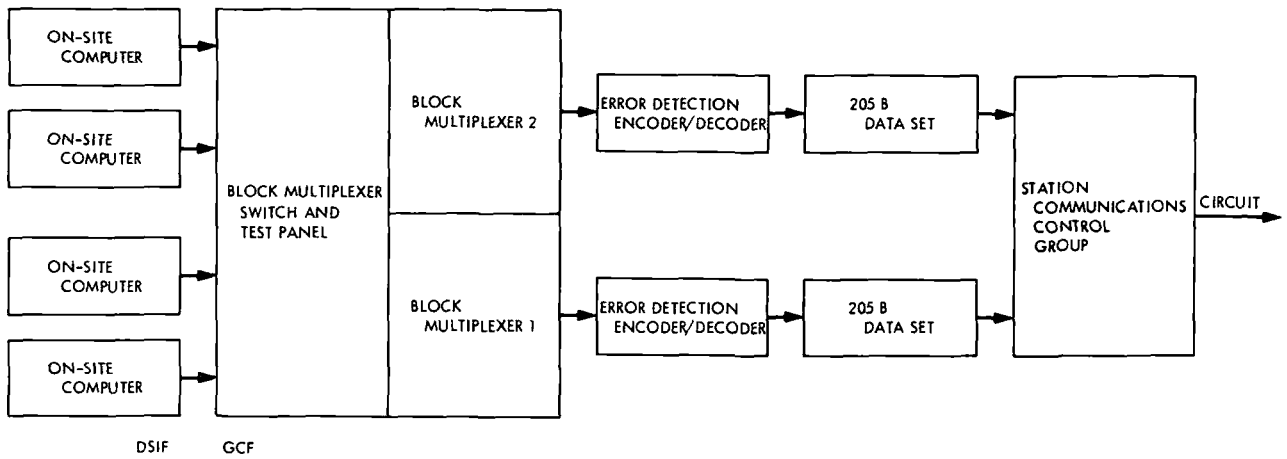 ON-SITE
COMPUTER
ON-SITE
COMPUTER
ON-SITE
COMPUTER
ON-SITE
COMPUTER
BLOCK MULTIPLEXER
SWITCH AND
TEST PANEL
BLOCK
MULTIPLEXER 2
BLOCK
MULTIPLEXER 1
ERROR DETECTION
ENCODER/DECODER
205 B
DATA SET
ERROR DETECTION
ENCODER/DECODER
205 B
DATA SET
STATION
COMMUNICATIONS
CONTROL
GROUP
CIRCUIT
DSIF GCF